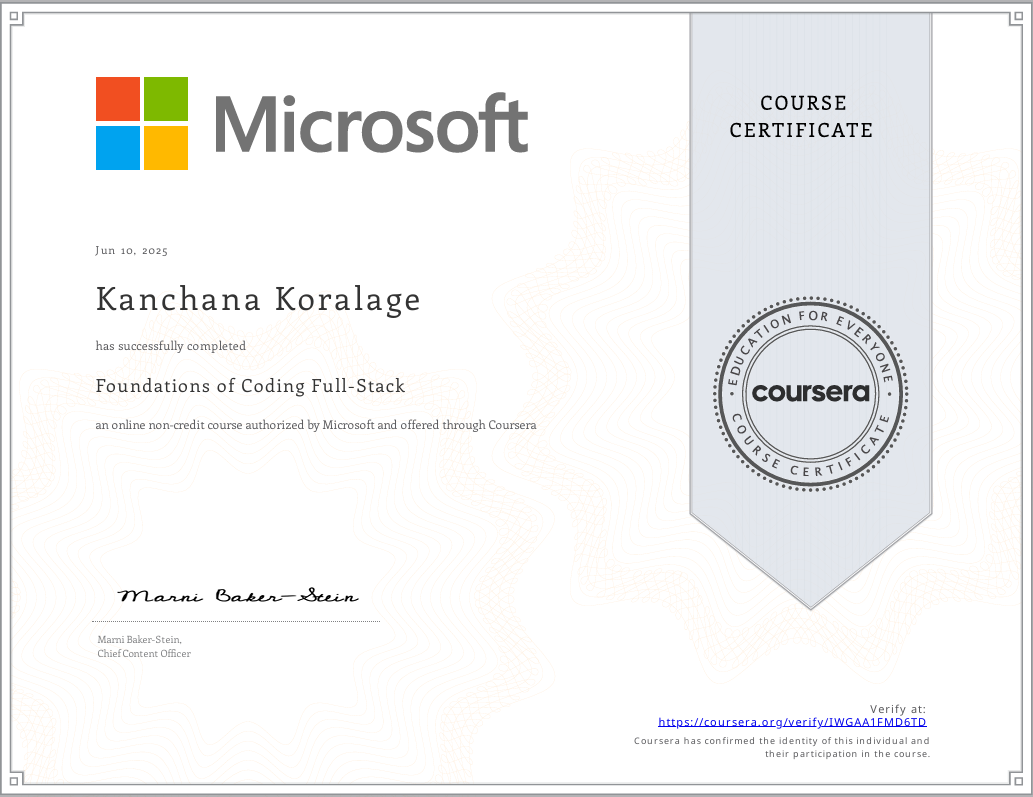 Microsoft
COURSE
CERTIFICATE
Jun 10, 2025
Kanchana Koralage
has successfully completed
Foundations of Coding Full-Stack
an online non-credit course authorized by Microsoft and offered through Coursera
EDUCATION FOR EVERYONE
coursera
COURSE CERTIFICATE
Marni Baker-Stein
Marni Baker-Stein,
Chief Content Officer
Verify at:
https://coursera.org/verify/IWGAA1FMD6TD
Coursera has confirmed the identity of this individual and
their participation in the course.